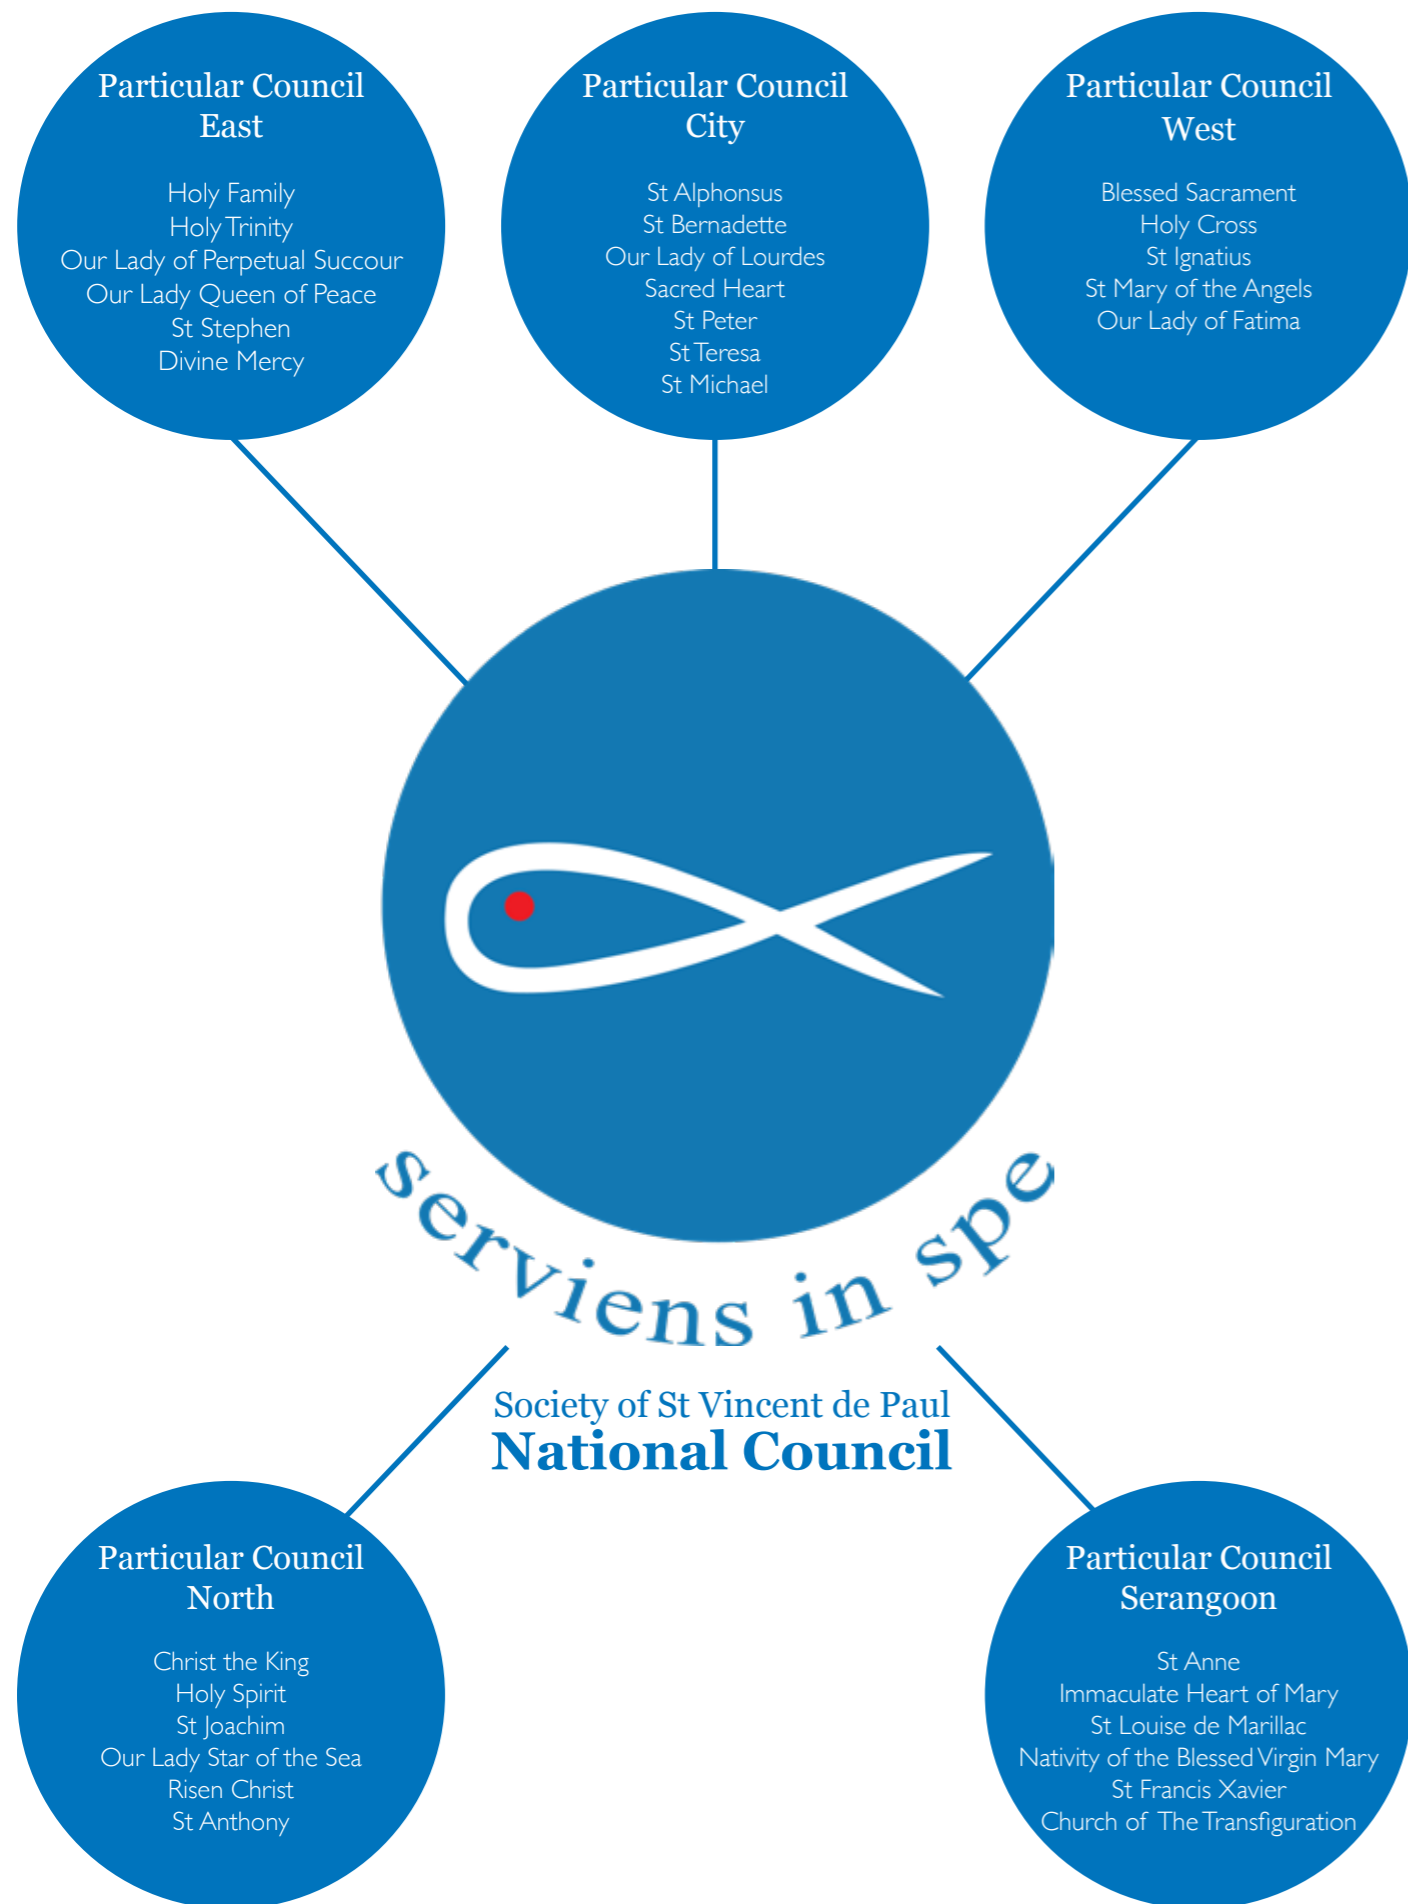 Particular Council
East
Holy Family
Holy Trinity
Our Lady of Perpetual Succour
Our Lady Queen of Peace
St Stephen
Divine Mercy
Particular Council
City
St Alphonsus
St Bernadette
Our Lady of Lourdes
Sacred Heart
St Peter
St Teresa
St Michael
Particular Council
West
Blessed Sacrament
Holy Cross
St Ignatius
St Mary of the Angels
Our Lady of Fatima
serviens in spe
Society of St Vincent de Paul
National Council
Particular Council
North
Christ the King
Holy Spirit
St Joachim
Our Lady Star of the Sea
Risen Christ
St Anthony
Particular Council
Serangoon
St Anne
Immaculate Heart of Mary
St Louise de Marillac
Nativity of the Blessed Virgin Mary
St Francis Xavier
Church of The Transfiguration